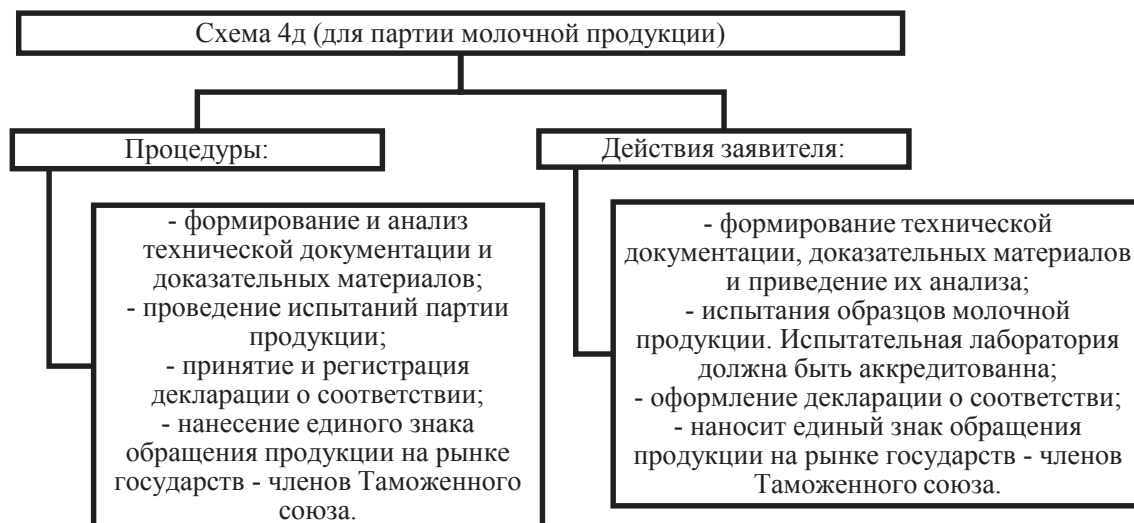 Схема 4д (для партии молочной продукции)
Процедуры:
- формирование и анализ
технической документации и
доказательных материалов;
- проведение испытаний партии
продукции;
- принятие и регистрация
декларации о соответствии;
- нанесение единого знака
обращения продукции на рынке
государств - членов Таможенного
союза.
Действия заявителя:
- формирование технической
документации, доказательных материалов
и приведение их анализа;
- испытания образцов молочной
продукции. Испытательная лаборатория
должна быть аккредитованна;
- оформление декларации о соответстви;
- наносит единый знак обращения
продукции на рынке государств - членов
Таможенного союза.